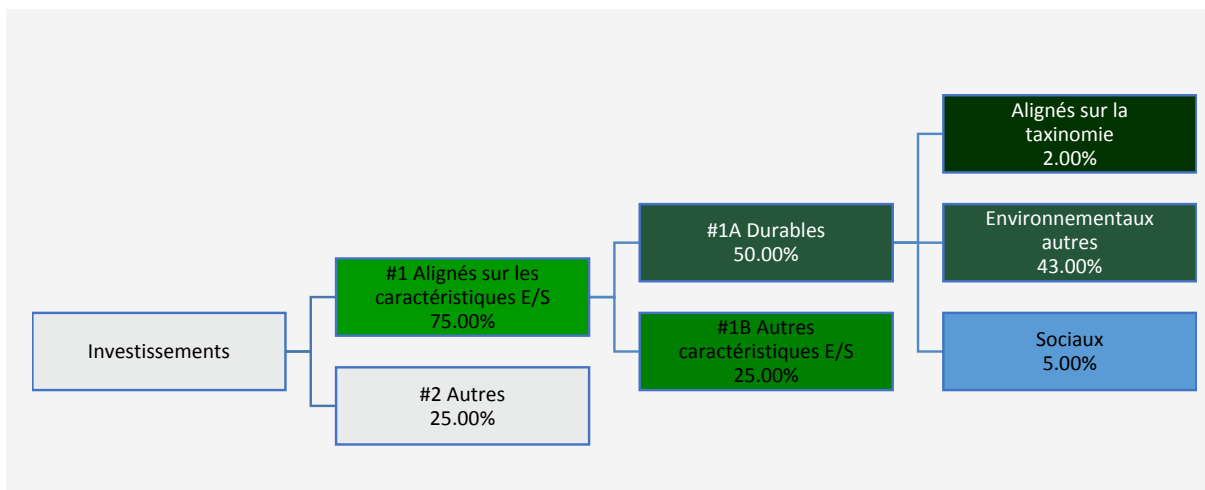 Investissements
#1 Alignés sur les
caractéristiques E/S
75.00%
#2 Autres
25.00%
#1A Durables
50.00%
#1B Autres
caractéristiques E/S
25.00%
Alignés sur la
taxinomie
2.00%
Environnementaux
autres
43.00%
Sociaux
5.00%